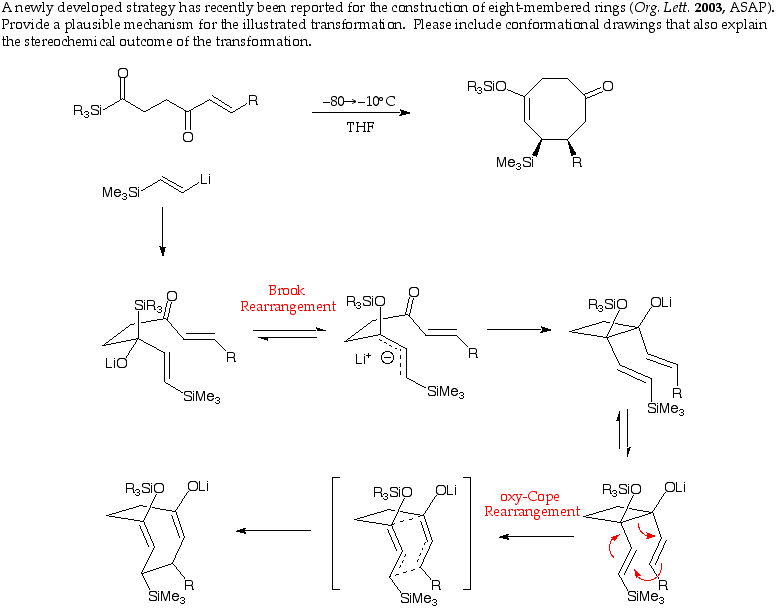 A newly developed strategy has recently been reported for the construction of eight-membered rings (Org. Lett. 2003, ASAP).
Provide a plausible mechanism for the illustrated transformation.  Please include conformational drawings that also explain
the stereochemical outcome of the transformation.
O
R3Si
O
R
–80→–10°C
THF
R3SiO
O
Me3Si
R
Me3Si
Li
SiR3
O
LiO
R
SiMe3
Brook
Rearrangement
R3SiO
O
Li+
R
SiMe3
R3SiO
OLi
R
SiMe3
R3SiO
OLi
R
SiMe3
R3SiO
OLi
R
SiMe3
oxy-Cope
Rearrangement
R3SiO
OLi
R
SiMe3